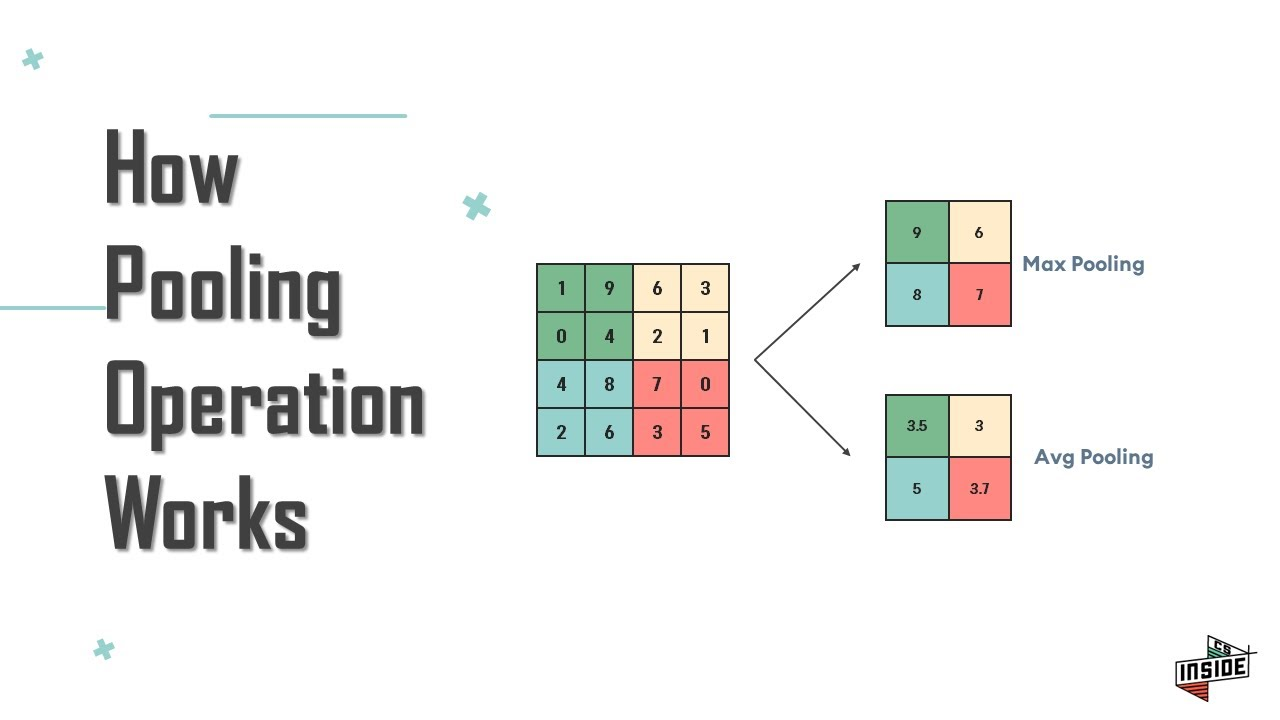 How
Pooling
Operation
Works
1 9 6 3
0 4 2 1
4 8 7 0
2 6 3 5
9 6
8 7
Max Pooling
3.5 3
5 3.7
Avg Pooling
CS
INSIDE